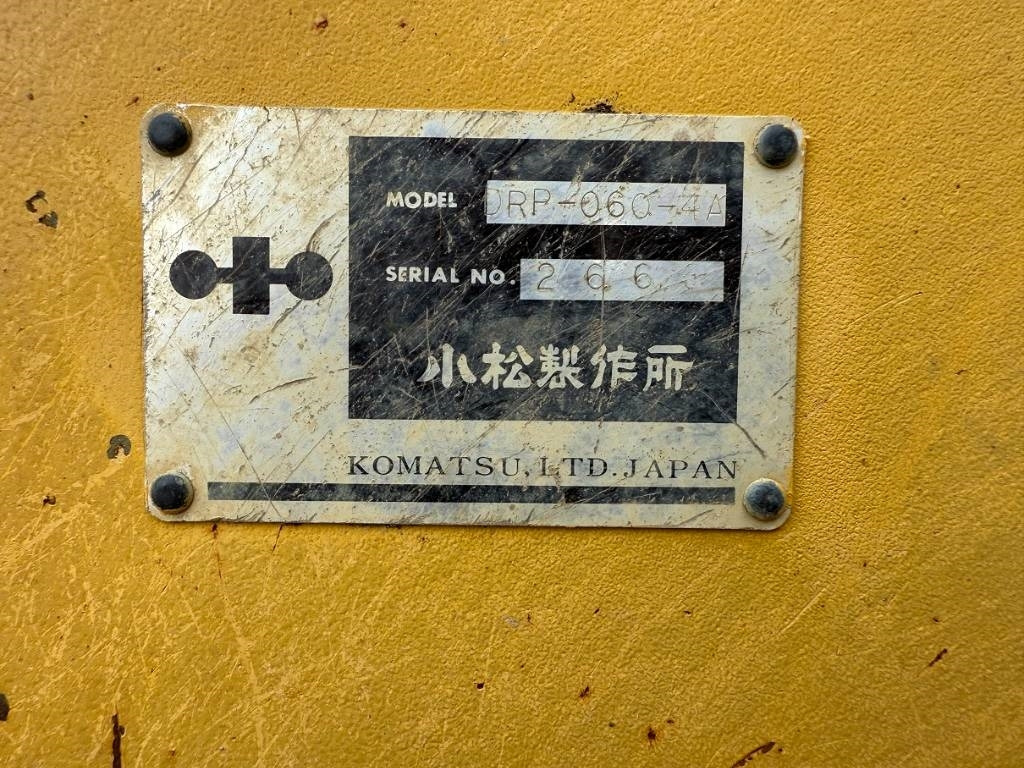 MODEL DRP-060-4A
SERIAL NO. 266
小松製作所
KOMATSU, LTD. JAPAN